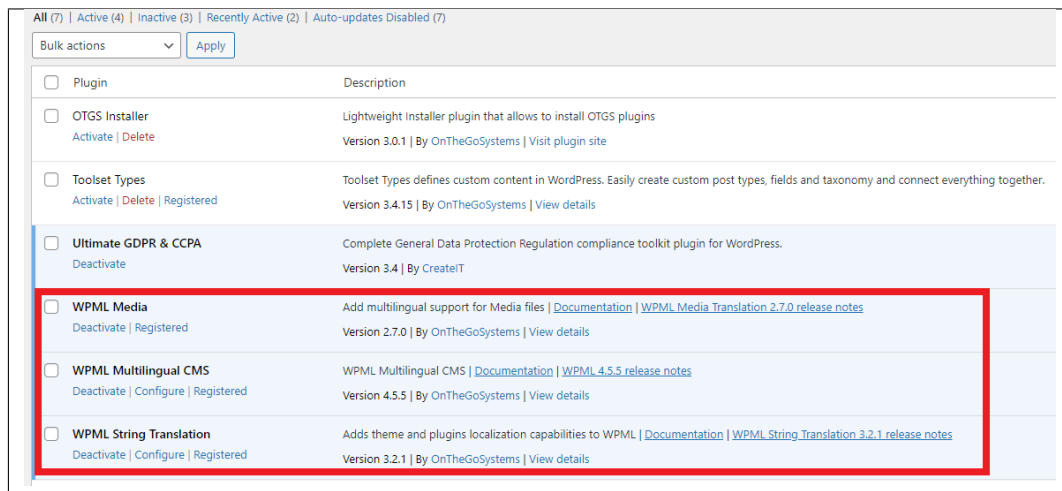 All (7) | Active (4) | Inactive (3) | Recently Active (2) | Auto-updates Disabled (7)
Bulk actions Apply
Plugin Description
OTGS Installer Lightweight Installer plugin that allows to install OTGS plugins
Activate | Delete Version 3.0.1 | By OnTheGoSystems | Visit plugin site
Toolset Types Toolset Types defines custom content in WordPress. Easily create custom post types, fields and taxonomy and connect everything together.
Activate | Delete | Registered Version 3.4.15 | By OnTheGoSystems | View details
Ultimate GDPR & CCPA Complete General Data Protection Regulation compliance toolkit plugin for WordPress.
Deactivate Version 3.4 | By CreateIT
WPML Media Add multilingual support for Media files | Documentation | WPML Media Translation 2.7.0 release notes
Deactivate | Registered Version 2.7.0 | By OnTheGoSystems | View details
WPML Multilingual CMS WPML Multilingual CMS | Documentation | WPML 4.5.5 release notes
Deactivate | Configure | Registered Version 4.5.5 | By OnTheGoSystems | View details
WPML String Translation Adds theme and plugins localization capabilities to WPML | Documentation | WPML String Translation 3.2.1 release notes
Deactivate | Configure | Registered Version 3.2.1 | By OnTheGoSystems | View details